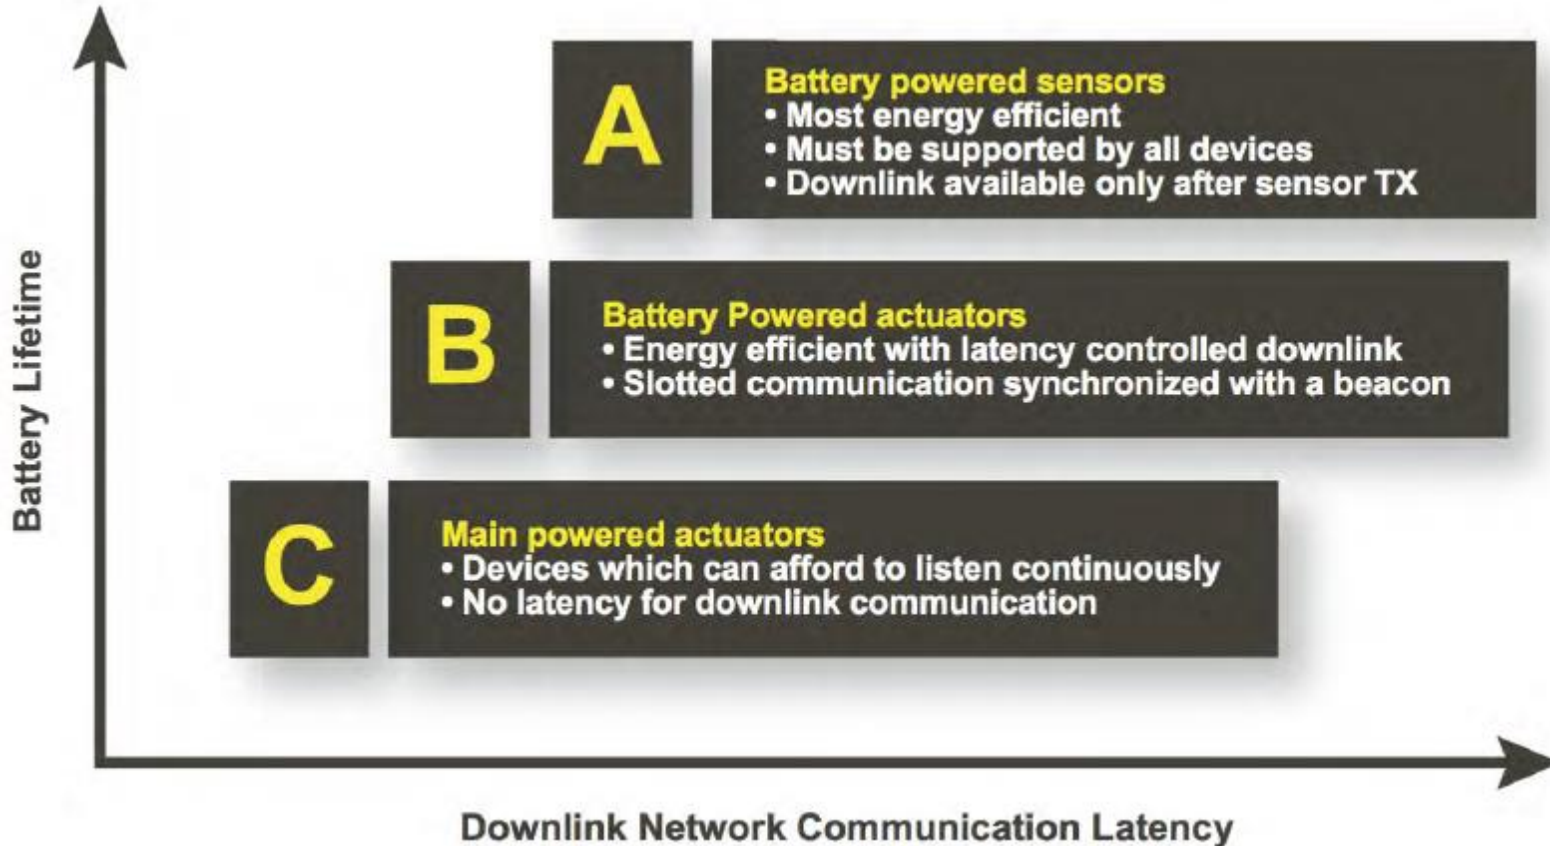 A
Battery powered sensors
• Most energy efficient
• Must be supported by all devices
• Downlink available only after sensor TX
B
Battery Powered actuators
• Energy efficient with latency controlled downlink
• Slotted communication synchronized with a beacon
C
Main powered actuators
• Devices which can afford to listen continuously
• No latency for downlink communication
Battery Lifetime
Downlink Network Communication Latency